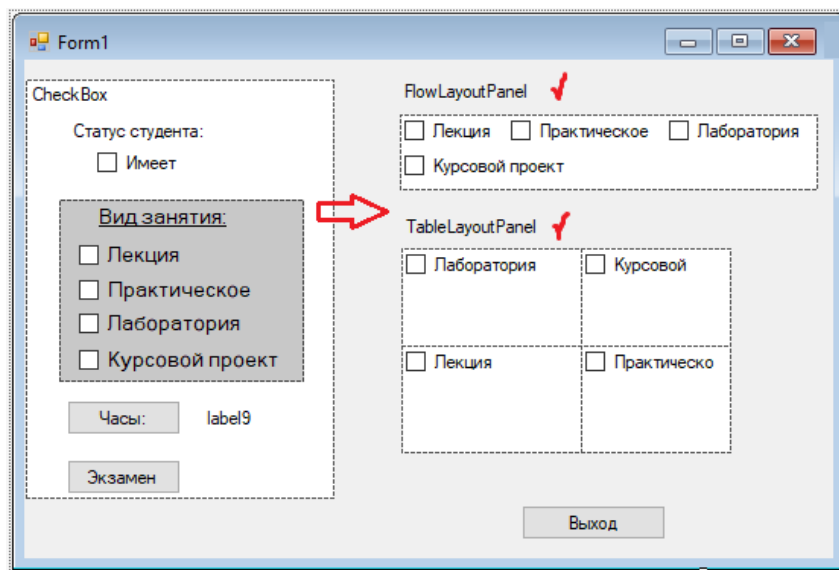 Form1
CheckBox
Статус студента:
Имеет
Вид занятия:
Лекция
Практическое
Лаборатория
Курсовой проект
Часы: label9
Экзамен
FlowLayoutPanel
Лекция Практическое Лаборатория
Курсовой проект
TableLayoutPanel
Лаборатория Курсовой
Лекция Практическо
Выход